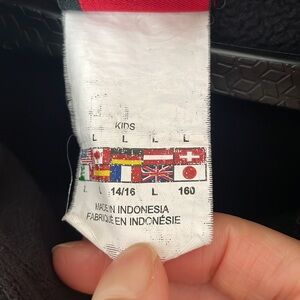 KIDS
L L L L
L L 14/16 L 160
MADE IN INDONESIA
FABRIQUÉ EN INDONÉSIE